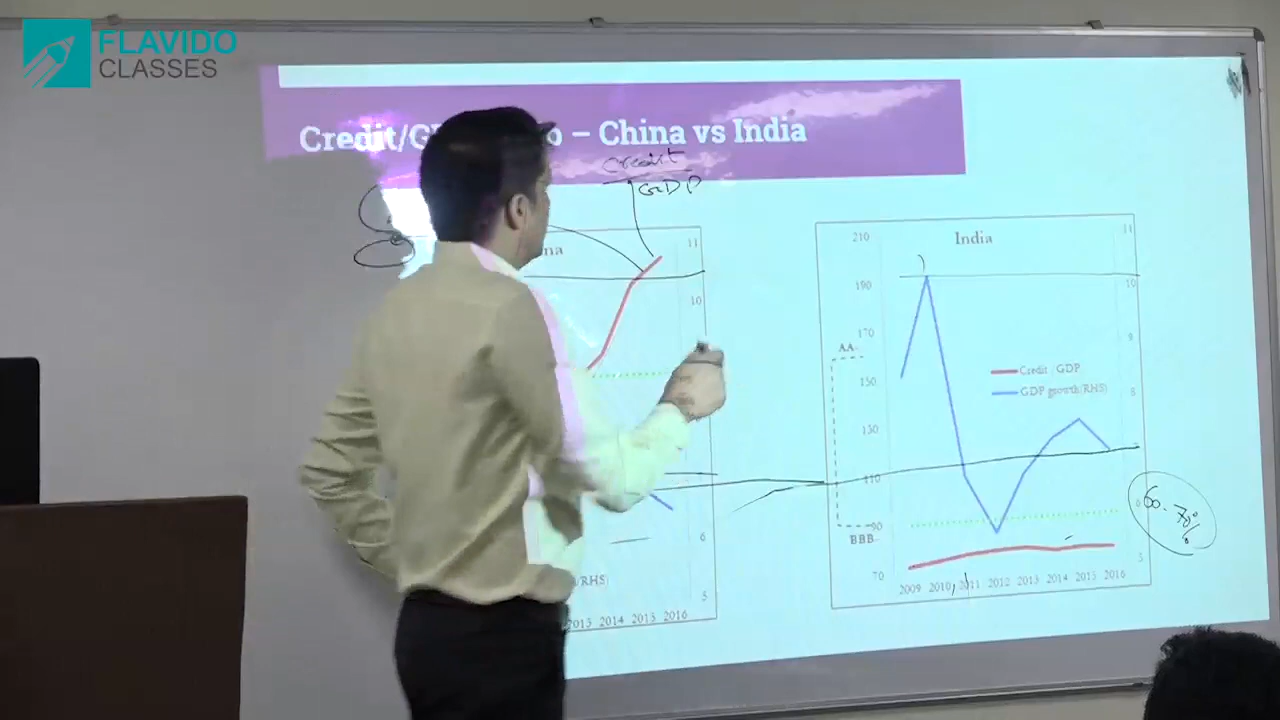 FLAVIDO
CLASSES
Credit/G
o – China vs India
Credit
GDP
na
11
10
6
5
/RHS)
2013 2014 2015 2016
India
210
190
170
150
130
110
90
70
11
10
9
8
7
6
5
AA-
BBB-
Credit / GDP
GDP growth(RHS)
2009 2010 2011 2012 2013 2014 2015 2016
60-70%